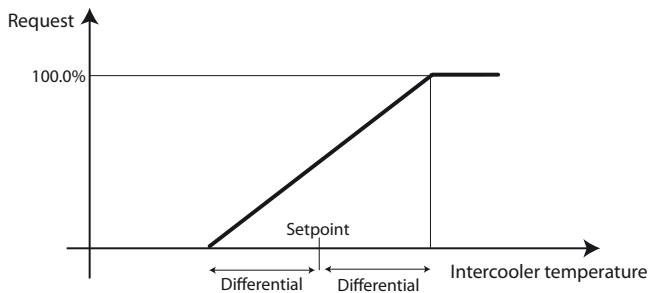 Request
100.0%
Setpoint
Differential
Differential
Intercooler temperature